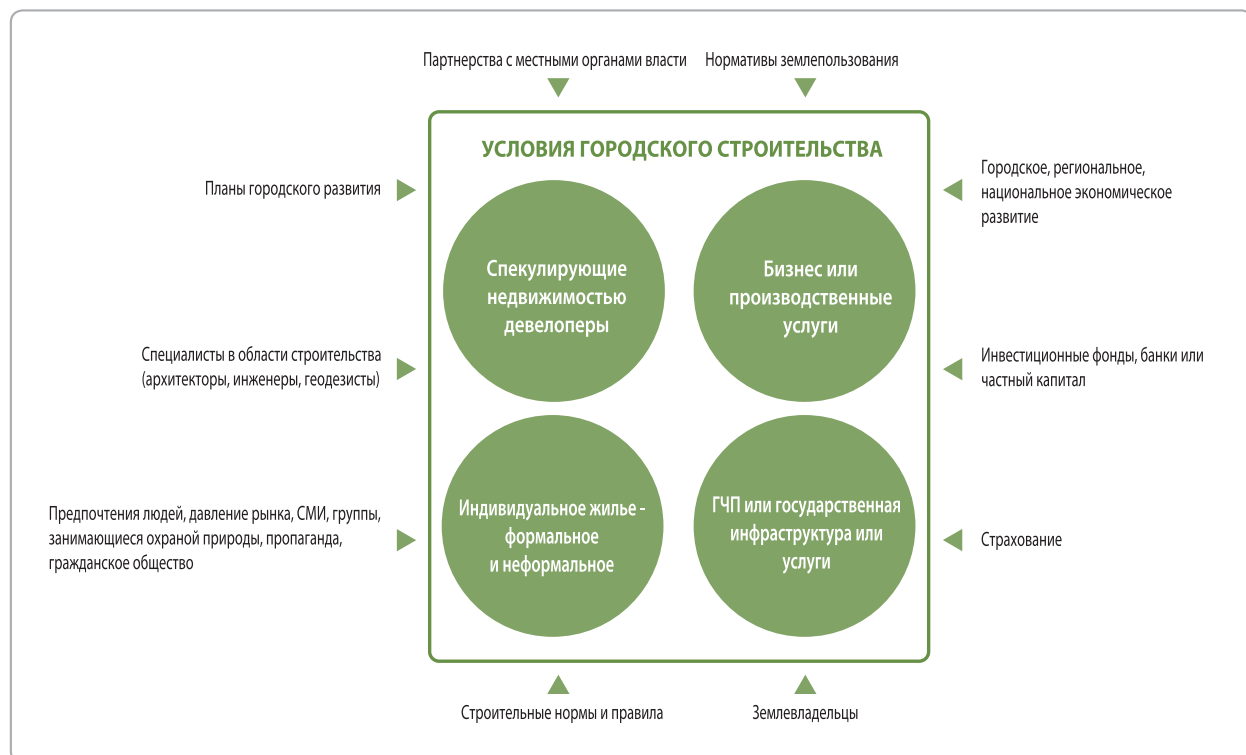 Партнерства с местными органами власти
Нормативы землепользования
УСЛОВИЯ ГОРОДСКОГО СТРОИТЕЛЬСТВА
Планы городского развития
Городское, региональное,
национальное экономическое
развитие
Спекулирующие
недвижимостью
девелоперы
Бизнес или
производственные
услуги
Специалисты в области строительства
(архитекторы, инженеры, геодезисты)
Инвестиционные фонды, банки или
частный капитал
Предпочтения людей, давление рынка, СМИ, группы,
занимающиеся охраной природы, пропаганда,
гражданское общество
Индивидуальное жилье -
формальное
и неформальное
ГЧП или государственная
инфраструктура или
услуги
Страхование
Строительные нормы и правила
Землевладельцы